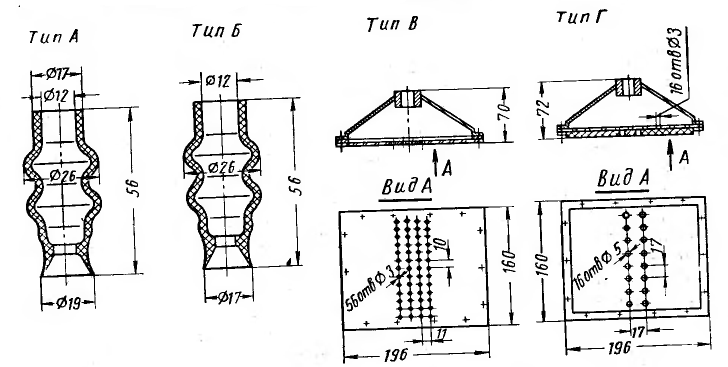 Тип А
Тип Б
Тип В
Тип Г
Ø17
Ø12
Ø26
56
Ø19
Ø12
Ø26
56
Ø17
70
А
Вид А
56 отв Ø 3
10
11
160
196
72
16 отв Ø3
А
Вид А
16 отв Ø 5
17
17
160
196